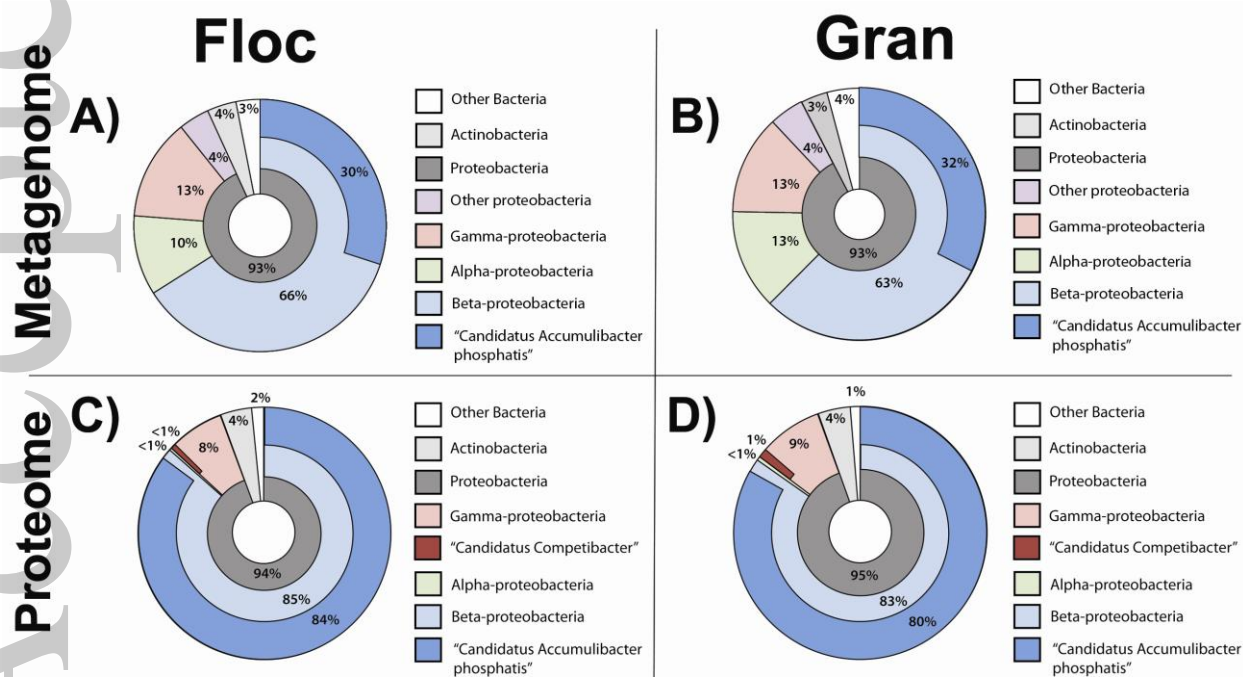 Floc
Gran
Metagenome
A)
3%
4%
4%
13%
10%
30%
93%
66%
Other Bacteria
Actinobacteria
Proteobacteria
Other proteobacteria
Gamma-proteobacteria
Alpha-proteobacteria
Beta-proteobacteria
“Candidatus Accumulibacter
phosphatis”
B)
4%
3%
4%
13%
13%
32%
93%
63%
Other Bacteria
Actinobacteria
Proteobacteria
Other proteobacteria
Gamma-proteobacteria
Alpha-proteobacteria
Beta-proteobacteria
“Candidatus Accumulibacter
phosphatis”
Proteome
C)
2%
4%
<1%
<1%
8%
94%
85%
84%
Other Bacteria
Actinobacteria
Proteobacteria
Gamma-proteobacteria
“Candidatus Competibacter”
Alpha-proteobacteria
Beta-proteobacteria
“Candidatus Accumulibacter
phosphatis”
D)
1%
4%
1%
<1%
9%
95%
83%
80%
Other Bacteria
Actinobacteria
Proteobacteria
Gamma-proteobacteria
“Candidatus Competibacter”
Alpha-proteobacteria
Beta-proteobacteria
“Candidatus Accumulibacter
phosphatis”